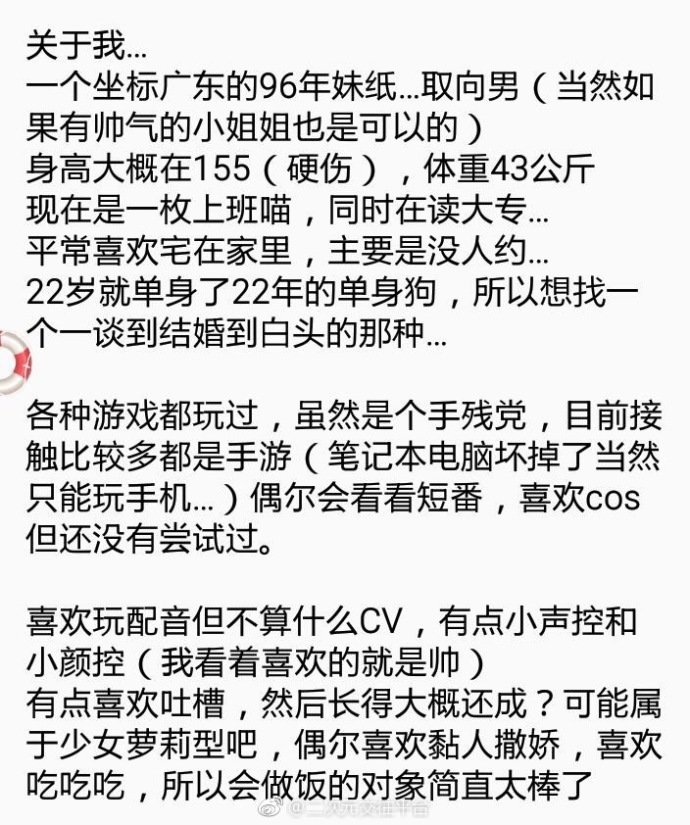 关于我...
一个坐标广东的96年妹纸...取向男（当然如
果有帅气的小姐姐也是可以的）
身高大概在155（硬伤），体重43公斤
现在是一枚上班喵，同时在读大专...
平常喜欢宅在家里，主要是没人约...
22岁就单身了22年的单身狗，所以想找一
个一谈到结婚到白头的那种...
各种游戏都玩过，虽然是个手残党，目前接
触比较多都是手游（笔记本电脑坏掉了当然
只能玩手机...）偶尔会看看短番，喜欢cos
但还没有尝试过。
喜欢玩配音但不算什么CV，有点小声控和
小颜控（我看着喜欢的就是帅）
有点喜欢吐槽，然后长得大概还成？可能属
于少女萝莉型吧，偶尔喜欢黏人撒娇，喜欢
吃吃吃，所以会做饭的对象简直太棒了
@二次元交往平台